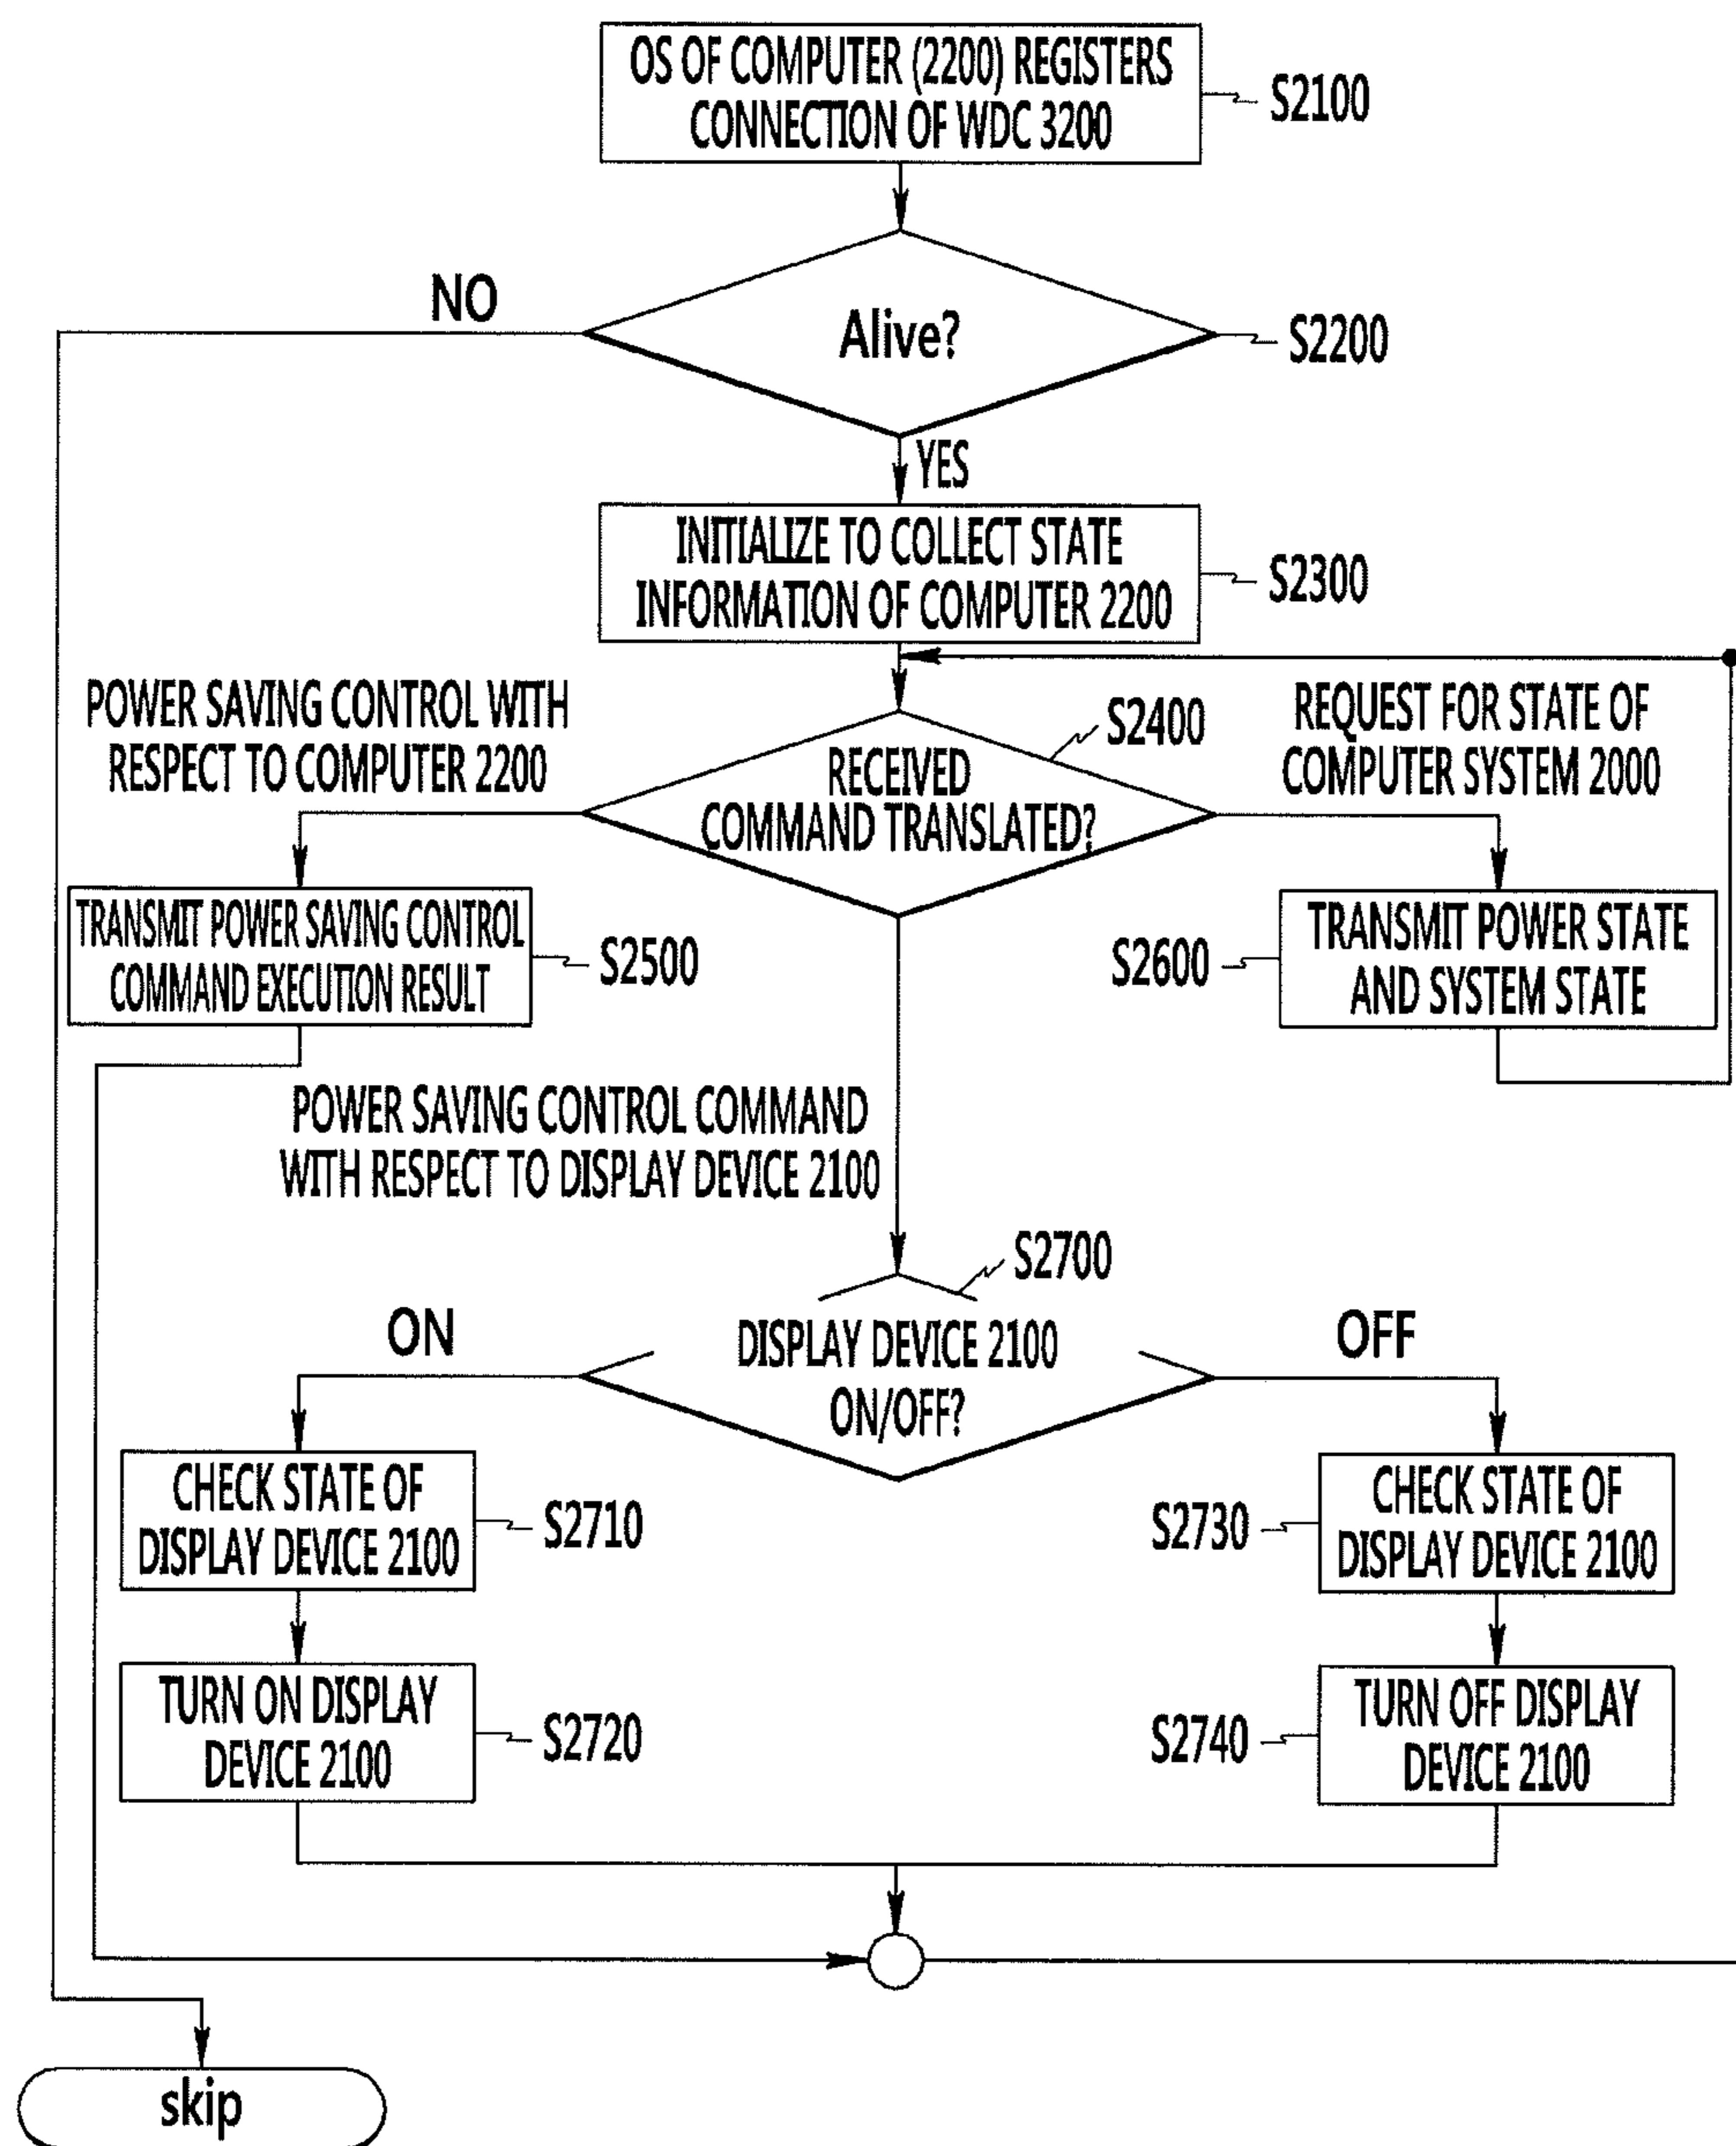 OS OF COMPUTER (2200) REGISTERS
CONNECTION OF WDC 3200
S2100
NO
Alive?
S2200
YES
INITIALIZE TO COLLECT STATE
INFORMATION OF COMPUTER 2200
S2300
POWER SAVING CONTROL WITH
RESPECT TO COMPUTER 2200
S2400
REQUEST FOR STATE OF
COMPUTER SYSTEM 2000
RECEIVED
COMMAND TRANSLATED?
TRANSMIT POWER SAVING CONTROL
COMMAND EXECUTION RESULT
S2500
S2600
TRANSMIT POWER STATE
AND SYSTEM STATE
POWER SAVING CONTROL COMMAND
WITH RESPECT TO DISPLAY DEVICE 2100
S2700
ON
DISPLAY DEVICE 2100
ON/OFF?
OFF
CHECK STATE OF
DISPLAY DEVICE 2100
S2710
S2730
CHECK STATE OF
DISPLAY DEVICE 2100
TURN ON DISPLAY
DEVICE 2100
S2720
S2740
TURN OFF DISPLAY
DEVICE 2100
skip